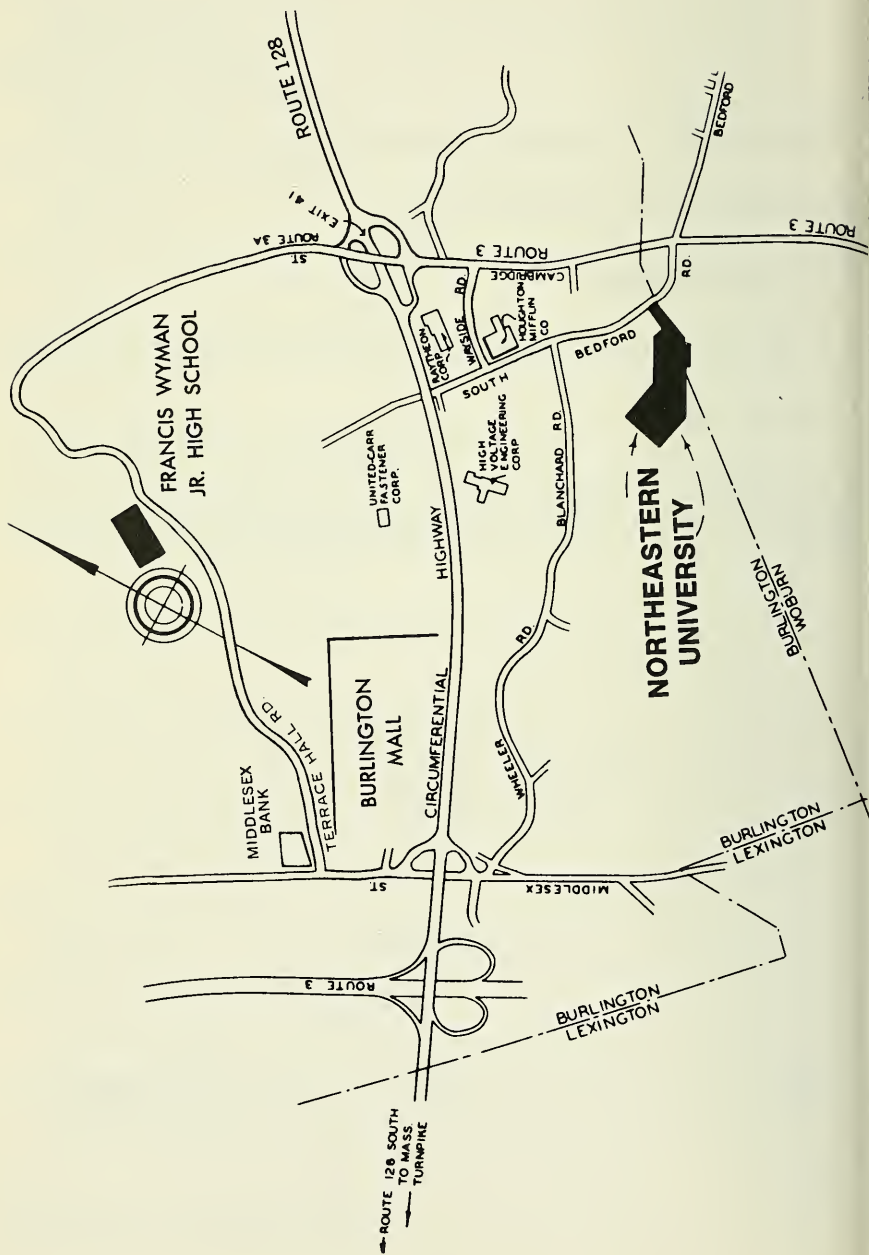 ROUTE 128
EXIT 41
ROUTE 3A
ST.
FRANCIS WYMAN
JR. HIGH SCHOOL
RAYTHEON
CORP.
WAYSIDE
RD.
ROUTE 3
CAMBRIDGE
HOUGHTON
MIFFLIN
CO
SOUTH
BEDFORD
RD.
BEDFORD
ROUTE 3
UNITED-CARR
FASTENER
CORP.
HIGH
VOLTAGE
ENGINEERING
CORP
BLANCHARD RD.
HIGHWAY
CIRCUMFERENTIAL
NORTHEASTERN
UNIVERSITY
BURLINGTON
WOBURN
BURLINGTON
MALL
TERRACE HALL RD.
MIDDLESEX
BANK
WHEELER
RD.
ST.
MIDDLESEX
BURLINGTON
LEXINGTON
ROUTE 3
BURLINGTON
LEXINGTON
ROUTE 128 SOUTH
TO MASS.
TURNPIKE